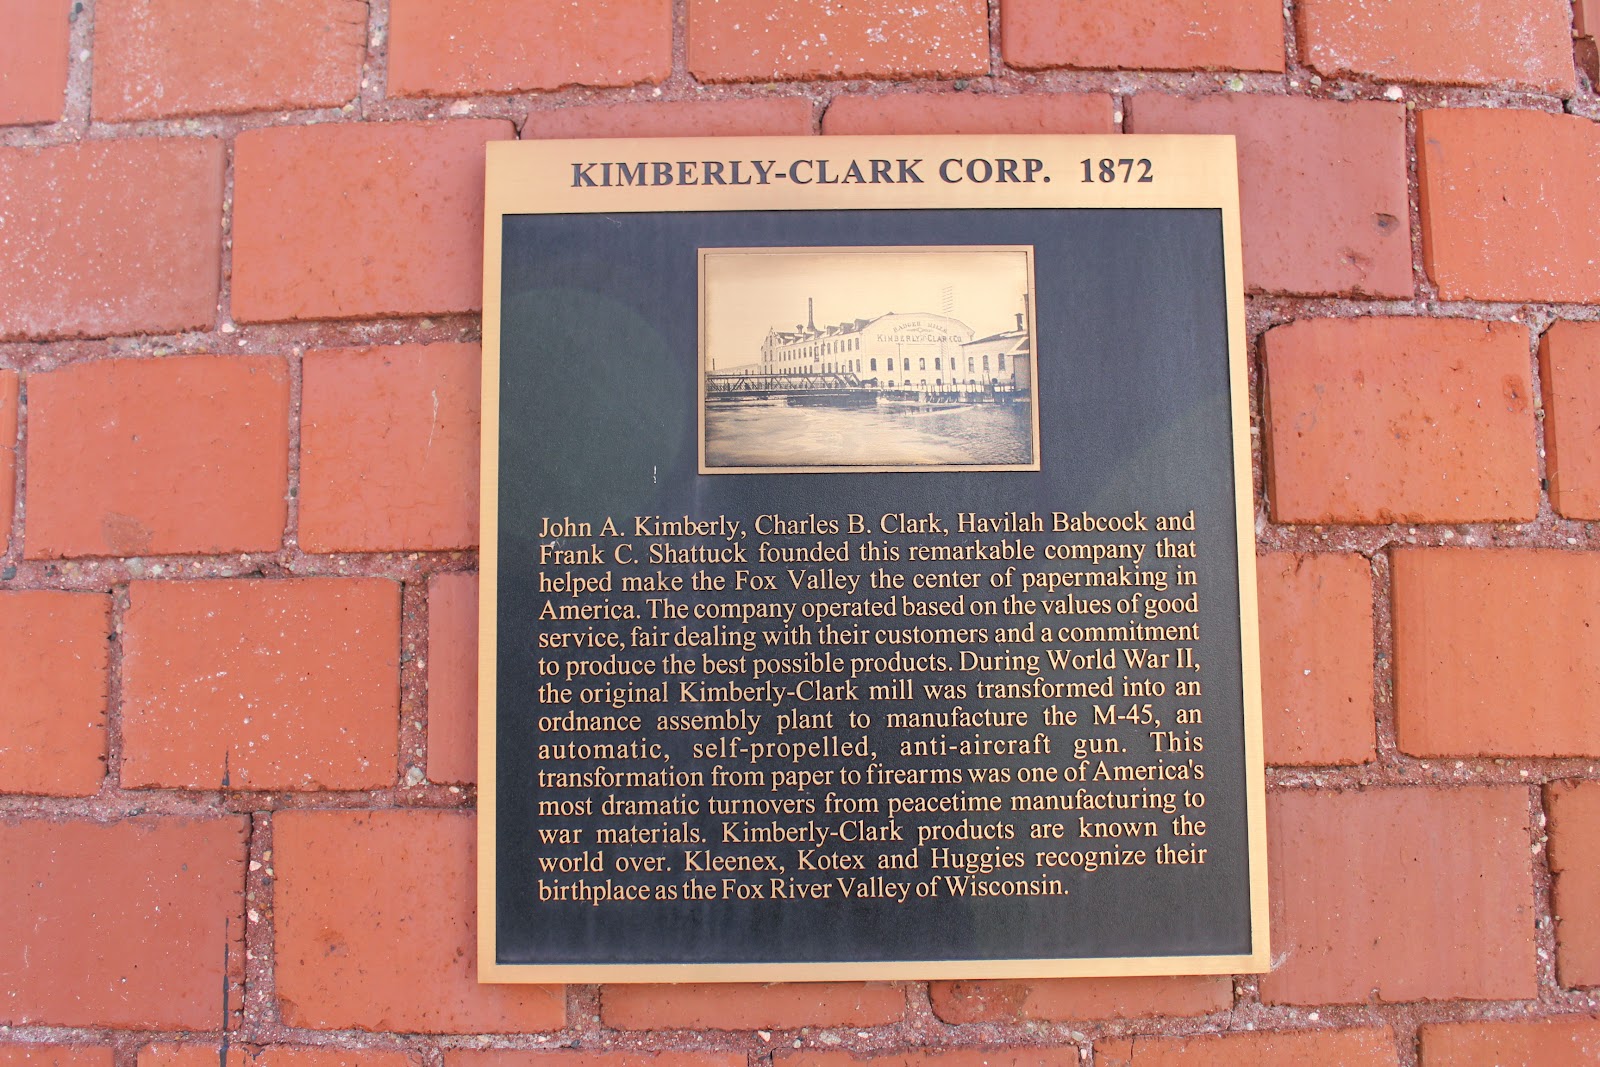 KIMBERLY-CLARK CORP. 1872
BADGER MILLS
KIMBERLY AND CLARK CO.
John A. Kimberly, Charles B. Clark, Havilah Babcock and
Frank C. Shattuck founded this remarkable company that
helped make the Fox Valley the center of papermaking in
America. The company operated based on the values of good
service, fair dealing with their customers and a commitment
to produce the best possible products. During World War II,
the original Kimberly-Clark mill was transformed into an
ordnance assembly plant to manufacture the M-45, an
automatic, self-propelled, anti-aircraft gun. This
transformation from paper to firearms was one of America's
most dramatic turnovers from peacetime manufacturing to
war materials. Kimberly-Clark products are known the
world over. Kleenex, Kotex and Huggies recognize their
birthplace as the Fox River Valley of Wisconsin.